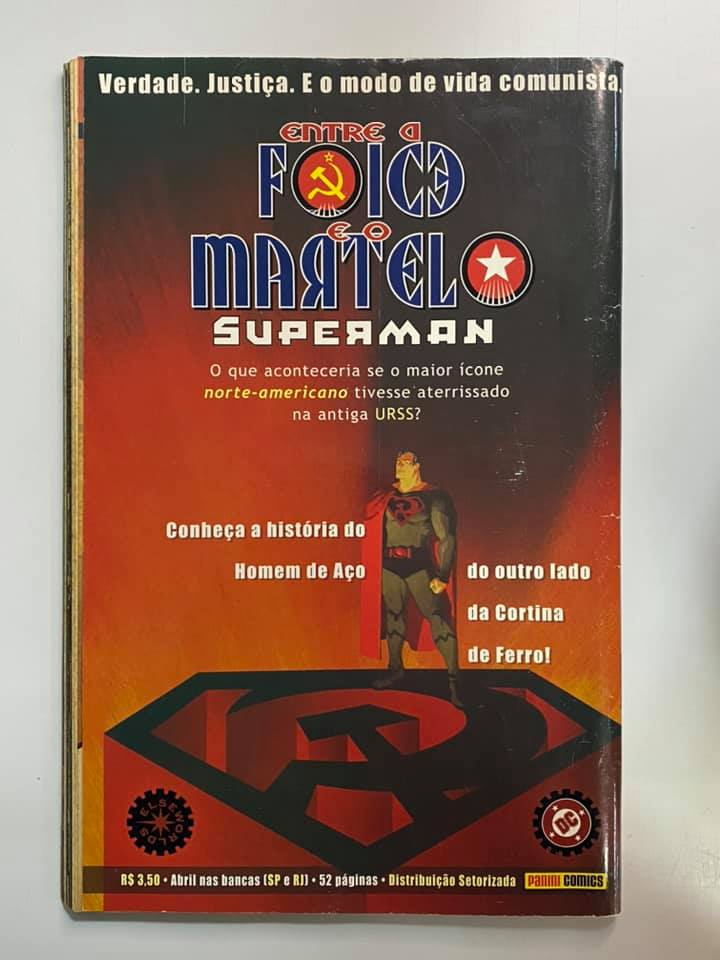 Verdade. Justiça. E o modo de vida comunista.
ENTRE A
FOICE
E O
MARTELO
SUPERMAN
O que aconteceria se o maior ícone
norte-americano tivesse aterrissado
na antiga URSS?
Conheça a história do
Homem de Aço
do outro lado
da Cortina
de Ferro!
ELSEWORLDS
DC
R$ 3,50 • Abril nas bancas (SP e RJ) • 52 páginas • Distribuição Setorizada PANINI COMICS